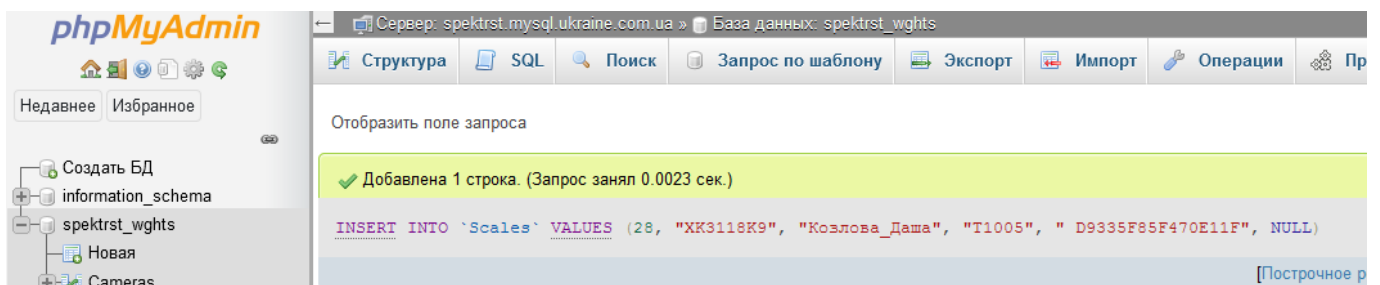 phpMyAdmin
Недавнее Избранное
Создать БД
information_schema
spektrst_wghts
Новая
Cameras
← Сервер: spektrst.mysql.ukraine.com.ua » База данных: spektrst_wghts
Структура SQL Поиск Запрос по шаблону Экспорт Импорт Операции Пр
Отобразить поле запроса
Добавлена 1 строка. (Запрос занял 0.0023 сек.)
INSERT INTO `Scales` VALUES (28, "XK3118K9", "Козлова_Даша", "T1005", " D9335F85F470E11F", NULL)
[Построчное р